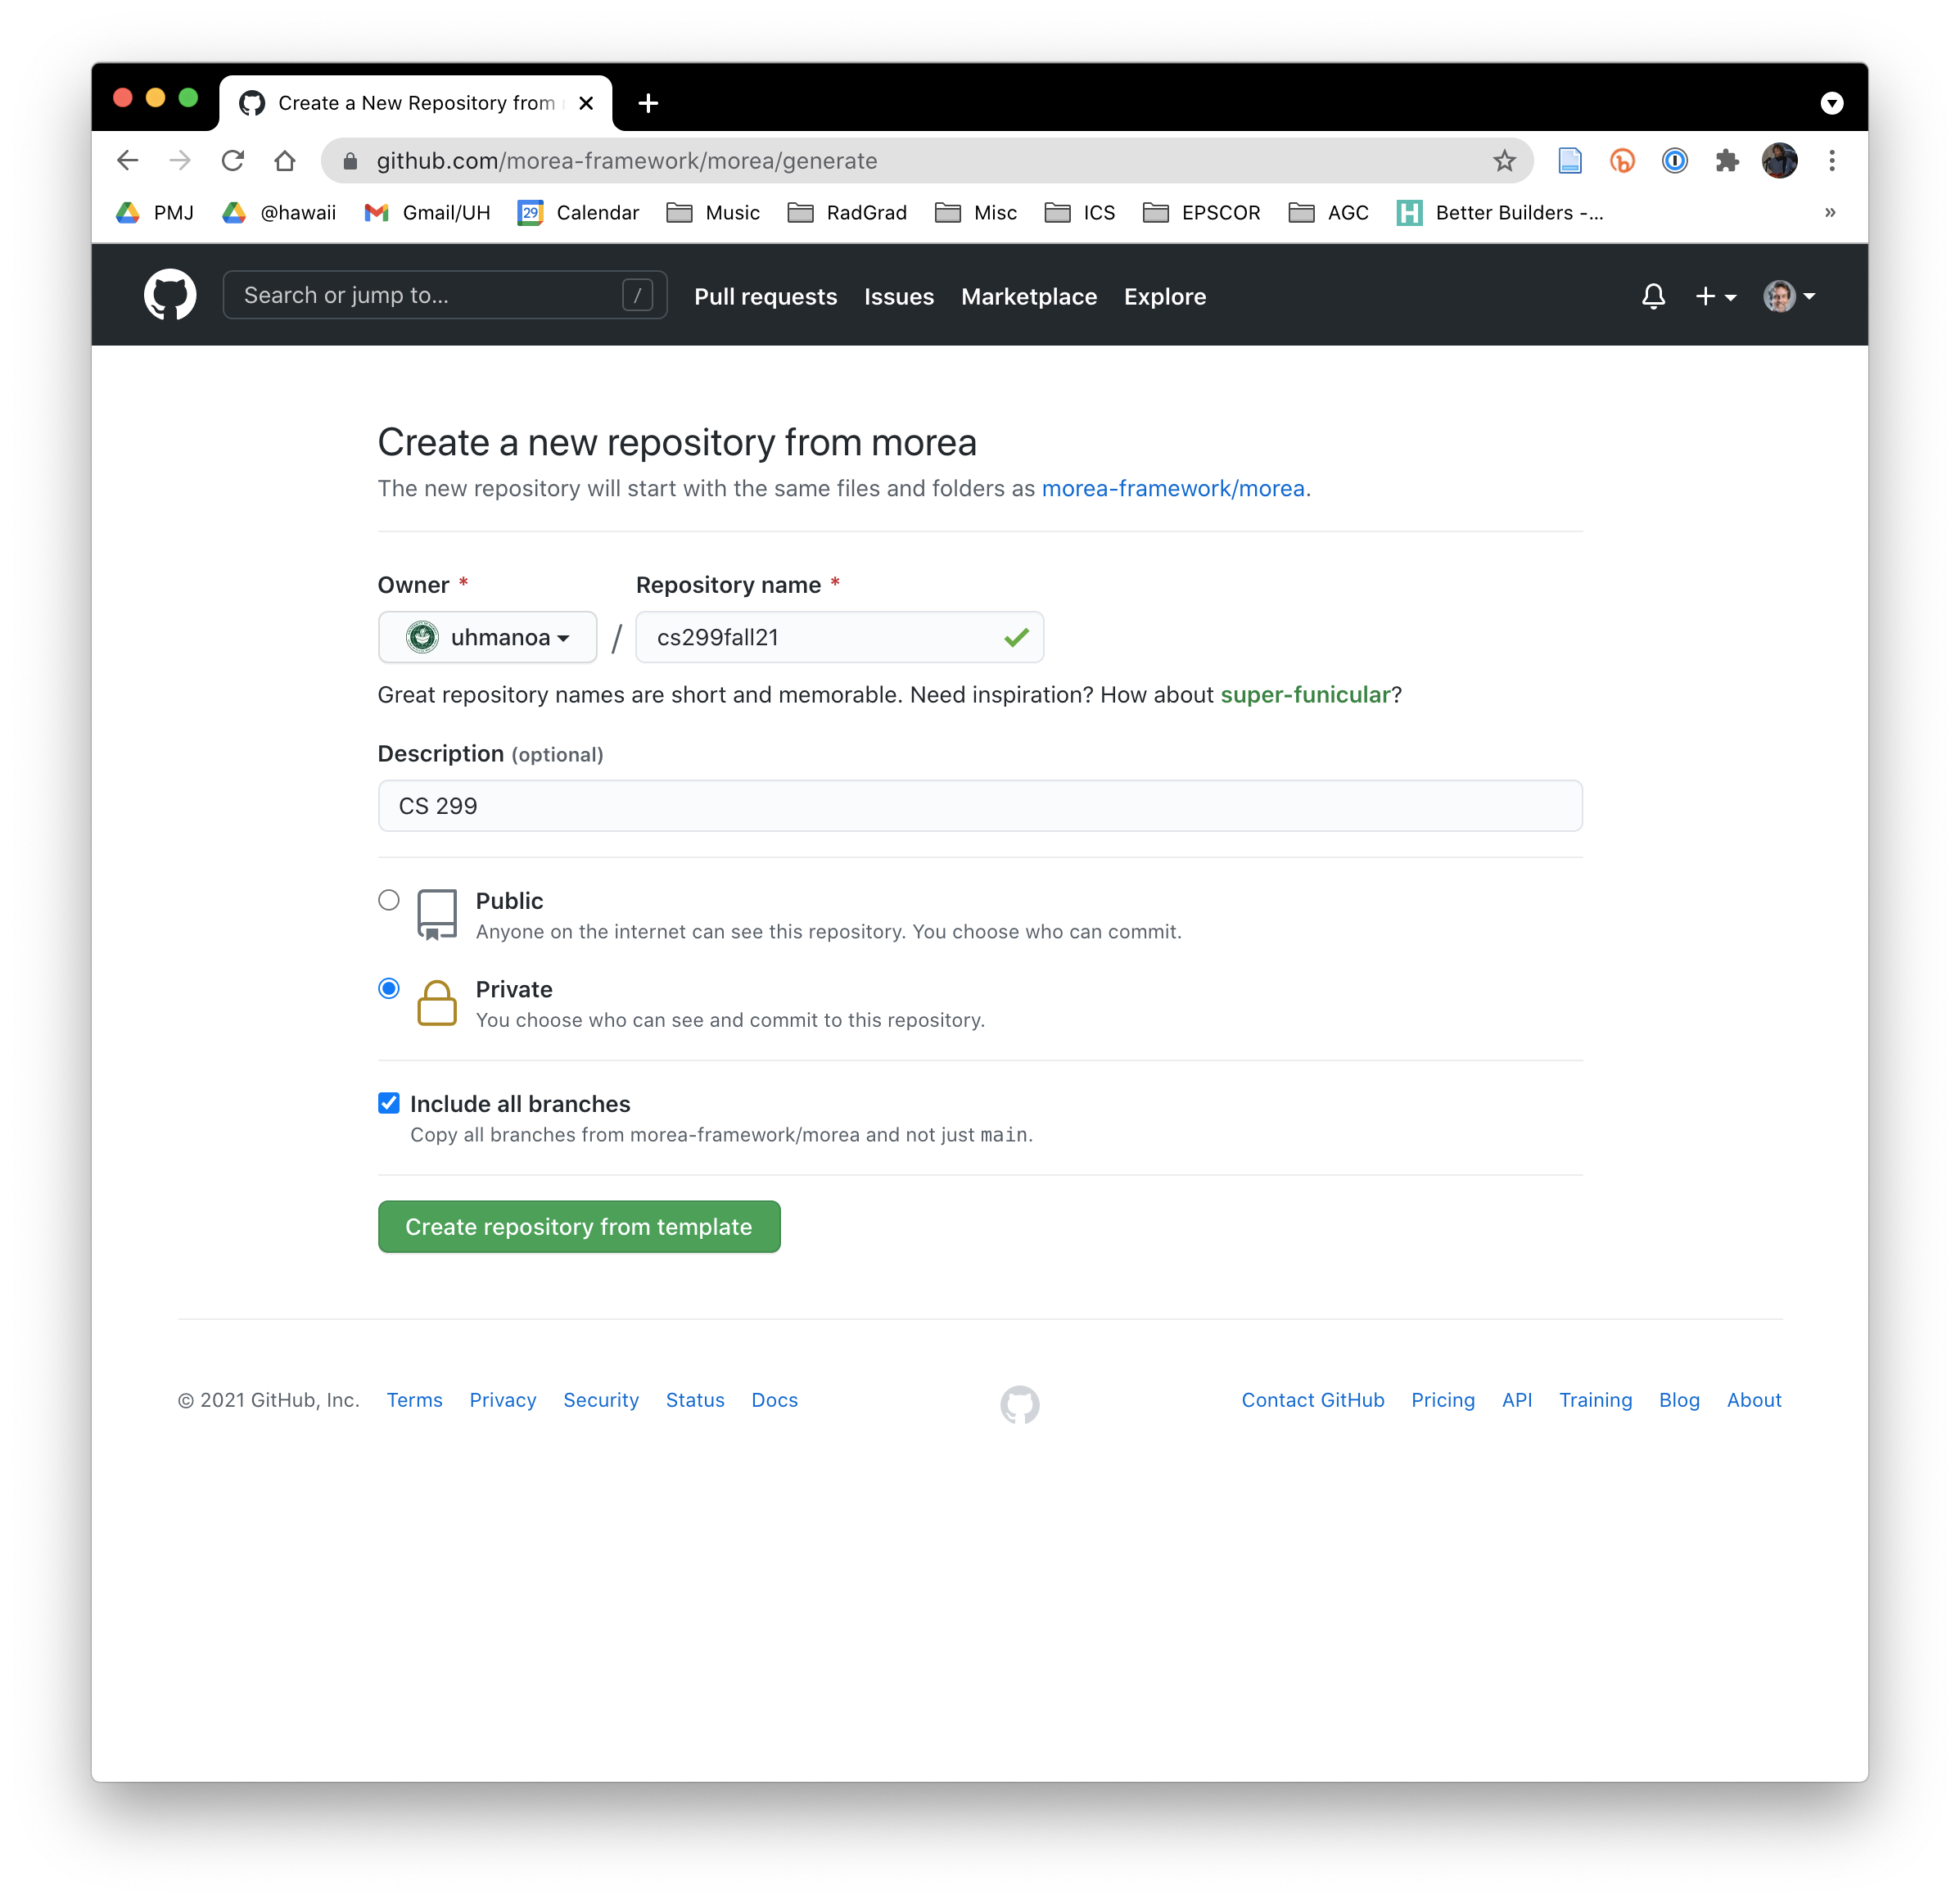 Create a New Repository from
github.com/morea-framework/morea/generate
PMJ @hawaii Gmail/UH 29 Calendar Music RadGrad Misc ICS EPSCOR AGC H Better Builders -... »
Search or jump to... / Pull requests Issues Marketplace Explore
Create a new repository from morea
The new repository will start with the same files and folders as morea-framework/morea.
Owner * Repository name *
uhmanoa / cs299fall21
Great repository names are short and memorable. Need inspiration? How about super-funicular?
Description (optional)
CS 299
Public
Anyone on the internet can see this repository. You choose who can commit.
Private
You choose who can see and commit to this repository.
Include all branches
Copy all branches from morea-framework/morea and not just main.
Create repository from template
© 2021 GitHub, Inc. Terms Privacy Security Status Docs Contact GitHub Pricing API Training Blog About